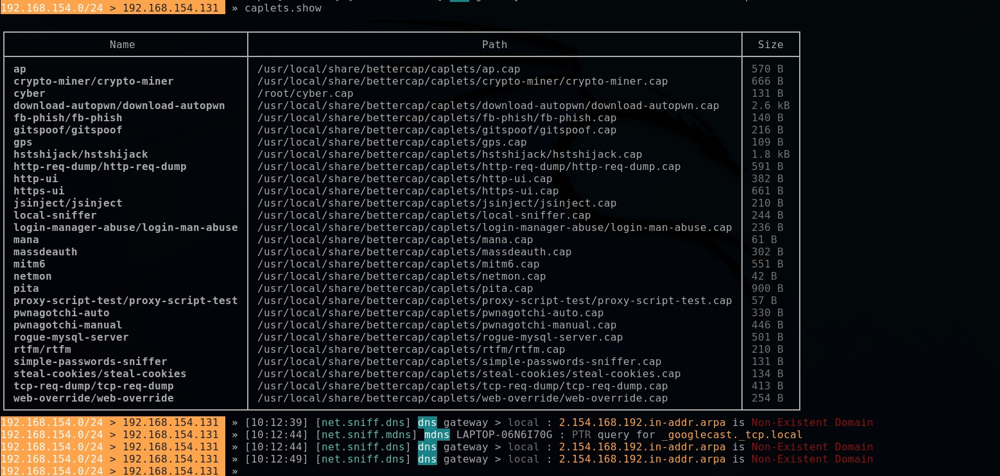 192.168.154.0/24 > 192.168.154.131 » caplets.show
Name Path Size
ap /usr/local/share/bettercap/caplets/ap.cap 570 B
crypto-miner/crypto-miner /usr/local/share/bettercap/caplets/crypto-miner/crypto-miner.cap 666 B
cyber /root/cyber.cap 131 B
download-autopwn/download-autopwn /usr/local/share/bettercap/caplets/download-autopwn/download-autopwn.cap 2.6 kB
fb-phish/fb-phish /usr/local/share/bettercap/caplets/fb-phish/fb-phish.cap 140 B
gitspoof/gitspoof /usr/local/share/bettercap/caplets/gitspoof/gitspoof.cap 216 B
gps /usr/local/share/bettercap/caplets/gps.cap 109 B
hstshijack/hstshijack /usr/local/share/bettercap/caplets/hstshijack/hstshijack.cap 1.8 kB
http-req-dump/http-req-dump /usr/local/share/bettercap/caplets/http-req-dump/http-req-dump.cap 591 B
http-ui /usr/local/share/bettercap/caplets/http-ui.cap 382 B
https-ui /usr/local/share/bettercap/caplets/https-ui.cap 661 B
jsinject/jsinject /usr/local/share/bettercap/caplets/jsinject/jsinject.cap 210 B
local-sniffer /usr/local/share/bettercap/caplets/local-sniffer.cap 244 B
login-manager-abuse/login-man-abuse /usr/local/share/bettercap/caplets/login-manager-abuse/login-man-abuse.cap 236 B
mana /usr/local/share/bettercap/caplets/mana.cap 61 B
massdeauth /usr/local/share/bettercap/caplets/massdeauth.cap 302 B
mitm6 /usr/local/share/bettercap/caplets/mitm6.cap 551 B
netmon /usr/local/share/bettercap/caplets/netmon.cap 42 B
pita /usr/local/share/bettercap/caplets/pita.cap 900 B
proxy-script-test/proxy-script-test /usr/local/share/bettercap/caplets/proxy-script-test/proxy-script-test.cap 57 B
pwnagotchi-auto /usr/local/share/bettercap/caplets/pwnagotchi-auto.cap 330 B
pwnagotchi-manual /usr/local/share/bettercap/caplets/pwnagotchi-manual.cap 446 B
rogue-mysql-server /usr/local/share/bettercap/caplets/rogue-mysql-server.cap 501 B
rtfm/rtfm /usr/local/share/bettercap/caplets/rtfm/rtfm.cap 210 B
simple-passwords-sniffer /usr/local/share/bettercap/caplets/simple-passwords-sniffer.cap 131 B
steal-cookies/steal-cookies /usr/local/share/bettercap/caplets/steal-cookies/steal-cookies.cap 134 B
tcp-req-dump/tcp-req-dump /usr/local/share/bettercap/caplets/tcp-req-dump/tcp-req-dump.cap 413 B
web-override/web-override /usr/local/share/bettercap/caplets/web-override/web-override.cap 254 B
192.168.154.0/24 > 192.168.154.131 » [10:12:39] [net.sniff.dns] dns gateway > local : 2.154.168.192.in-addr.arpa is Non-Existent Domain
192.168.154.0/24 > 192.168.154.131 » [10:12:44] [net.sniff.mdns] mdns LAPTOP-06N6I70G : PTR query for _googlecast._tcp.local
192.168.154.0/24 > 192.168.154.131 » [10:12:44] [net.sniff.dns] dns gateway > local : 2.154.168.192.in-addr.arpa is Non-Existent Domain
192.168.154.0/24 > 192.168.154.131 » [10:12:49] [net.sniff.dns] dns gateway > local : 2.154.168.192.in-addr.arpa is Non-Existent Domain
192.168.154.0/24 > 192.168.154.131 »